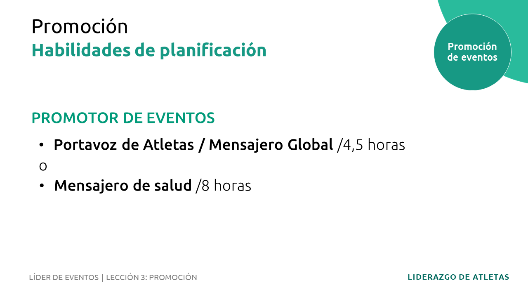 Promoción
Habilidades de planificación
Promoción
de eventos
PROMOTOR DE EVENTOS
• Portavoz de Atletas / Mensajero Global /4,5 horas
o
• Mensajero de salud /8 horas
LÍDER DE EVENTOS | LECCIÓN 3: PROMOCIÓN
LIDERAZGO DE ATLETAS